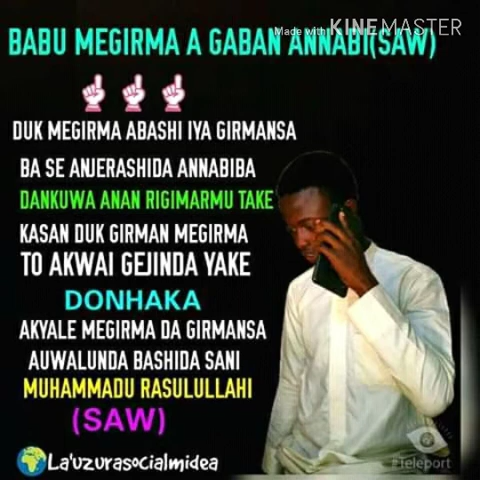 Made with KINEMASTER
BABU MEGIRMA A GABAN ANNABI(SAW)
DUK MEGIRMA ABASHI IYA GIRMANSA
BA SE ANJERASHIDA ANNABIBA
DANKUWA ANAN RIGIMARMU TAKE
KASAN DUK GIRMAN MEGIRMA
TO AKWAI GEJINDA YAKE
DONHAKA
AKYALE MEGIRMA DA GIRMANSA
AUWALUNDA BASHIDA SANI
MUHAMMADU RASULULLAHI
(SAW)
La'uzurasocialmidea
#Teleport